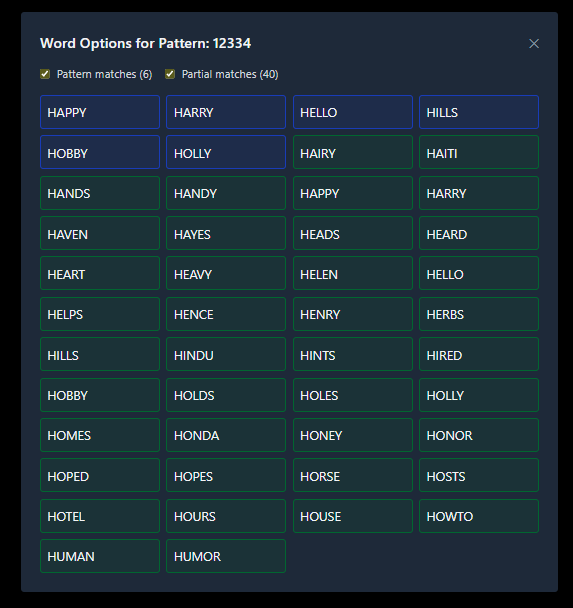 Word Options for Pattern: 12334
Pattern matches (6) Partial matches (40)
HAPPY HARRY HELLO HILLS
HOBBY HOLLY HAIRY HAITI
HANDS HANDY HAPPY HARRY
HAVEN HAYES HEADS HEARD
HEART HEAVY HELEN HELLO
HELPS HENCE HENRY HERBS
HILLS HINDU HINTS HIRED
HOBBY HOLDS HOLES HOLLY
HOMES HONDA HONEY HONOR
HOPED HOPES HORSE HOSTS
HOTEL HOURS HOUSE HOWTO
HUMAN HUMOR